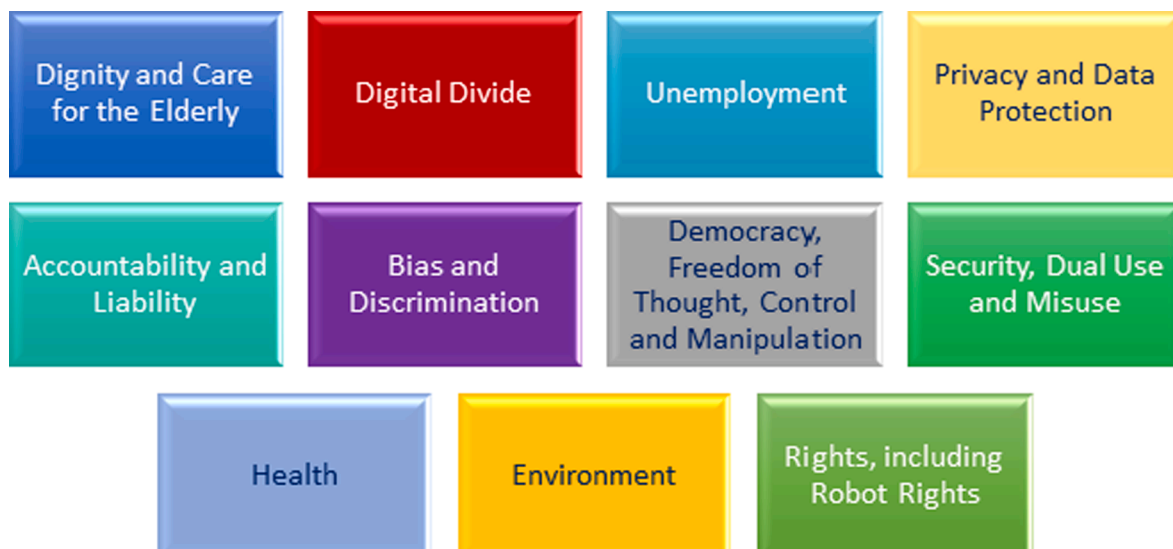 Dignity and Care
for the Elderly
Digital Divide
Unemployment
Privacy and Data
Protection
Accountability and
Liability
Bias and
Discrimination
Democracy,
Freedom of
Thought, Control
and Manipulation
Security, Dual Use
and Misuse
Health
Environment
Rights, including
Robot Rights